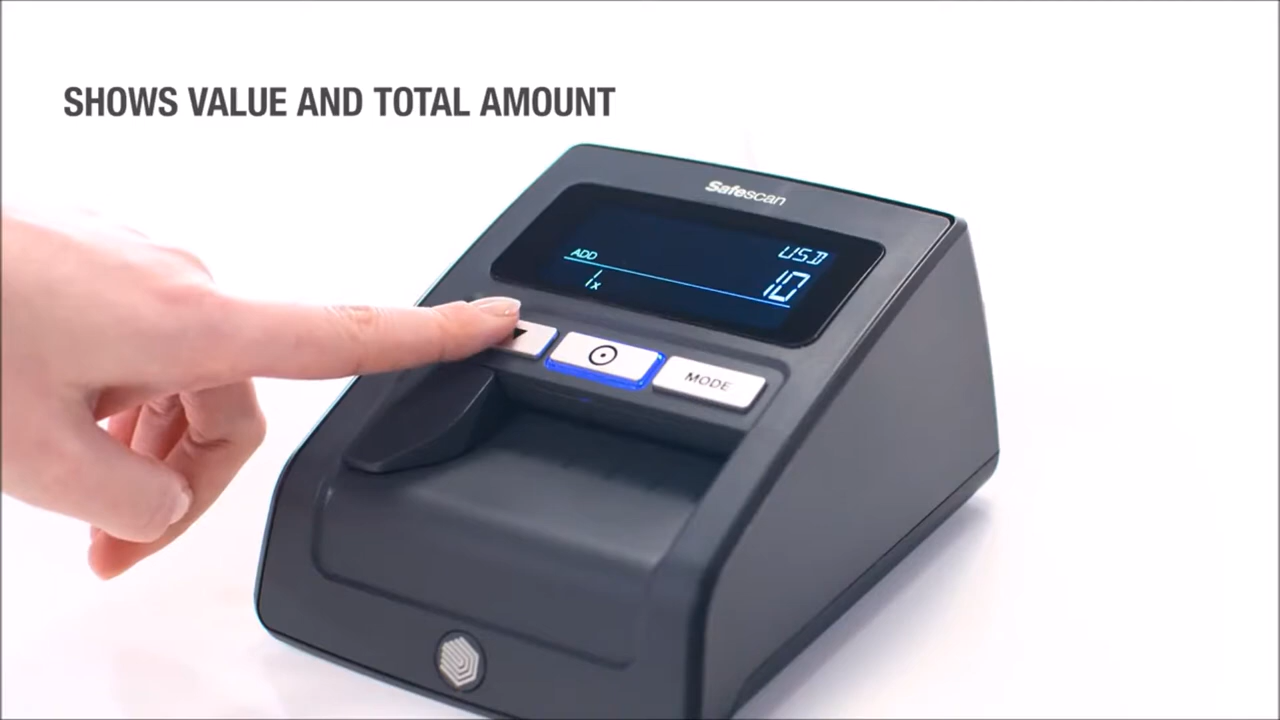 SHOWS VALUE AND TOTAL AMOUNT
Safescan
USD
ADD
1x 10
MODE